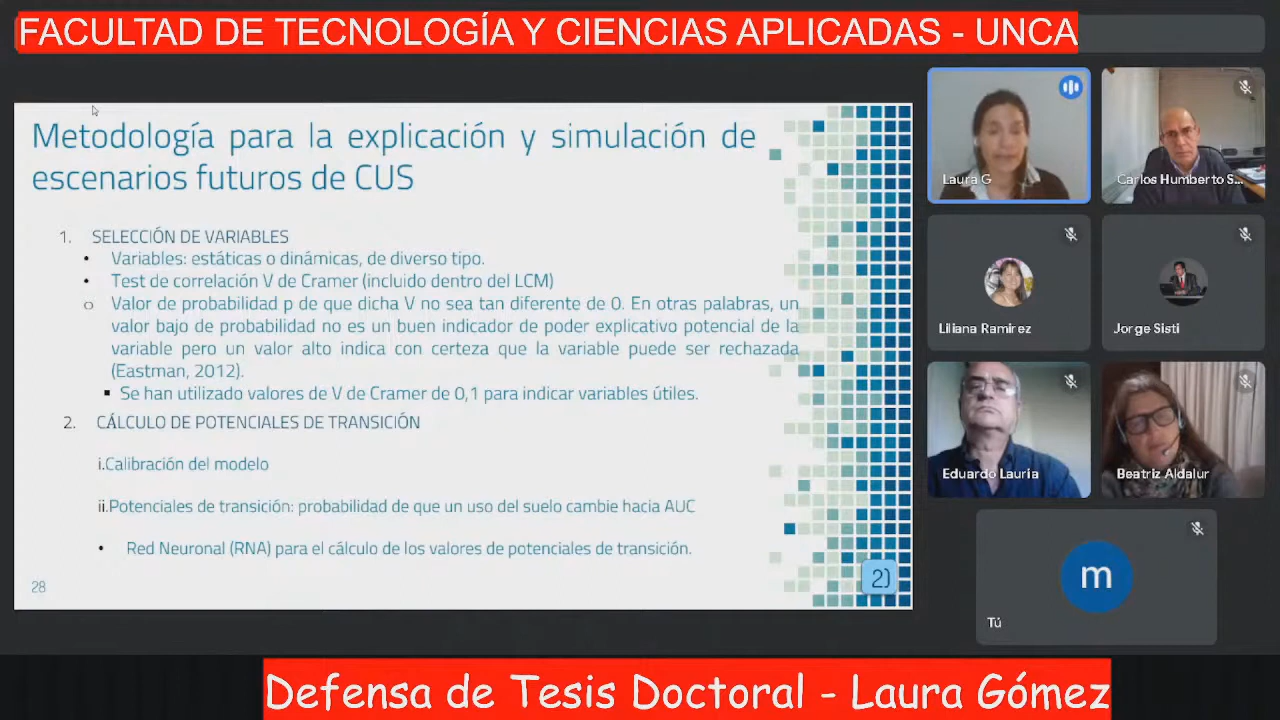 FACULTAD DE TECNOLOGÍA Y CIENCIAS APLICADAS - UNCA
Metodología para la explicación y simulación de
escenarios futuros de CUS
1. SELECCIÓN DE VARIABLES
• Variables: estáticas o dinámicas, de diverso tipo.
• Test de correlación V de Cramer (incluido dentro del LCM)
o Valor de probabilidad p de que dicha V no sea tan diferente de 0. En otras palabras, un
valor bajo de probabilidad no es un buen indicador de poder explicativo potencial de la
variable pero un valor alto indica con certeza que la variable puede ser rechazada
(Eastman, 2012).
▪ Se han utilizado valores de V de Cramer de 0,1 para indicar variables útiles.
2. CÁLCULO DE POTENCIALES DE TRANSICIÓN
i.Calibración del modelo
ii.Potenciales de transición: probabilidad de que un uso del suelo cambie hacia AUC
• Red Neuronal (RNA) para el cálculo de los valores de potenciales de transición.
28
2)
Laura G
Carlos Humberto S...
Liliana Ramirez
Jorge Sisti
Eduardo Lauría
Beatriz Aldalur
m
Tú
Defensa de Tesis Doctoral - Laura Gómez